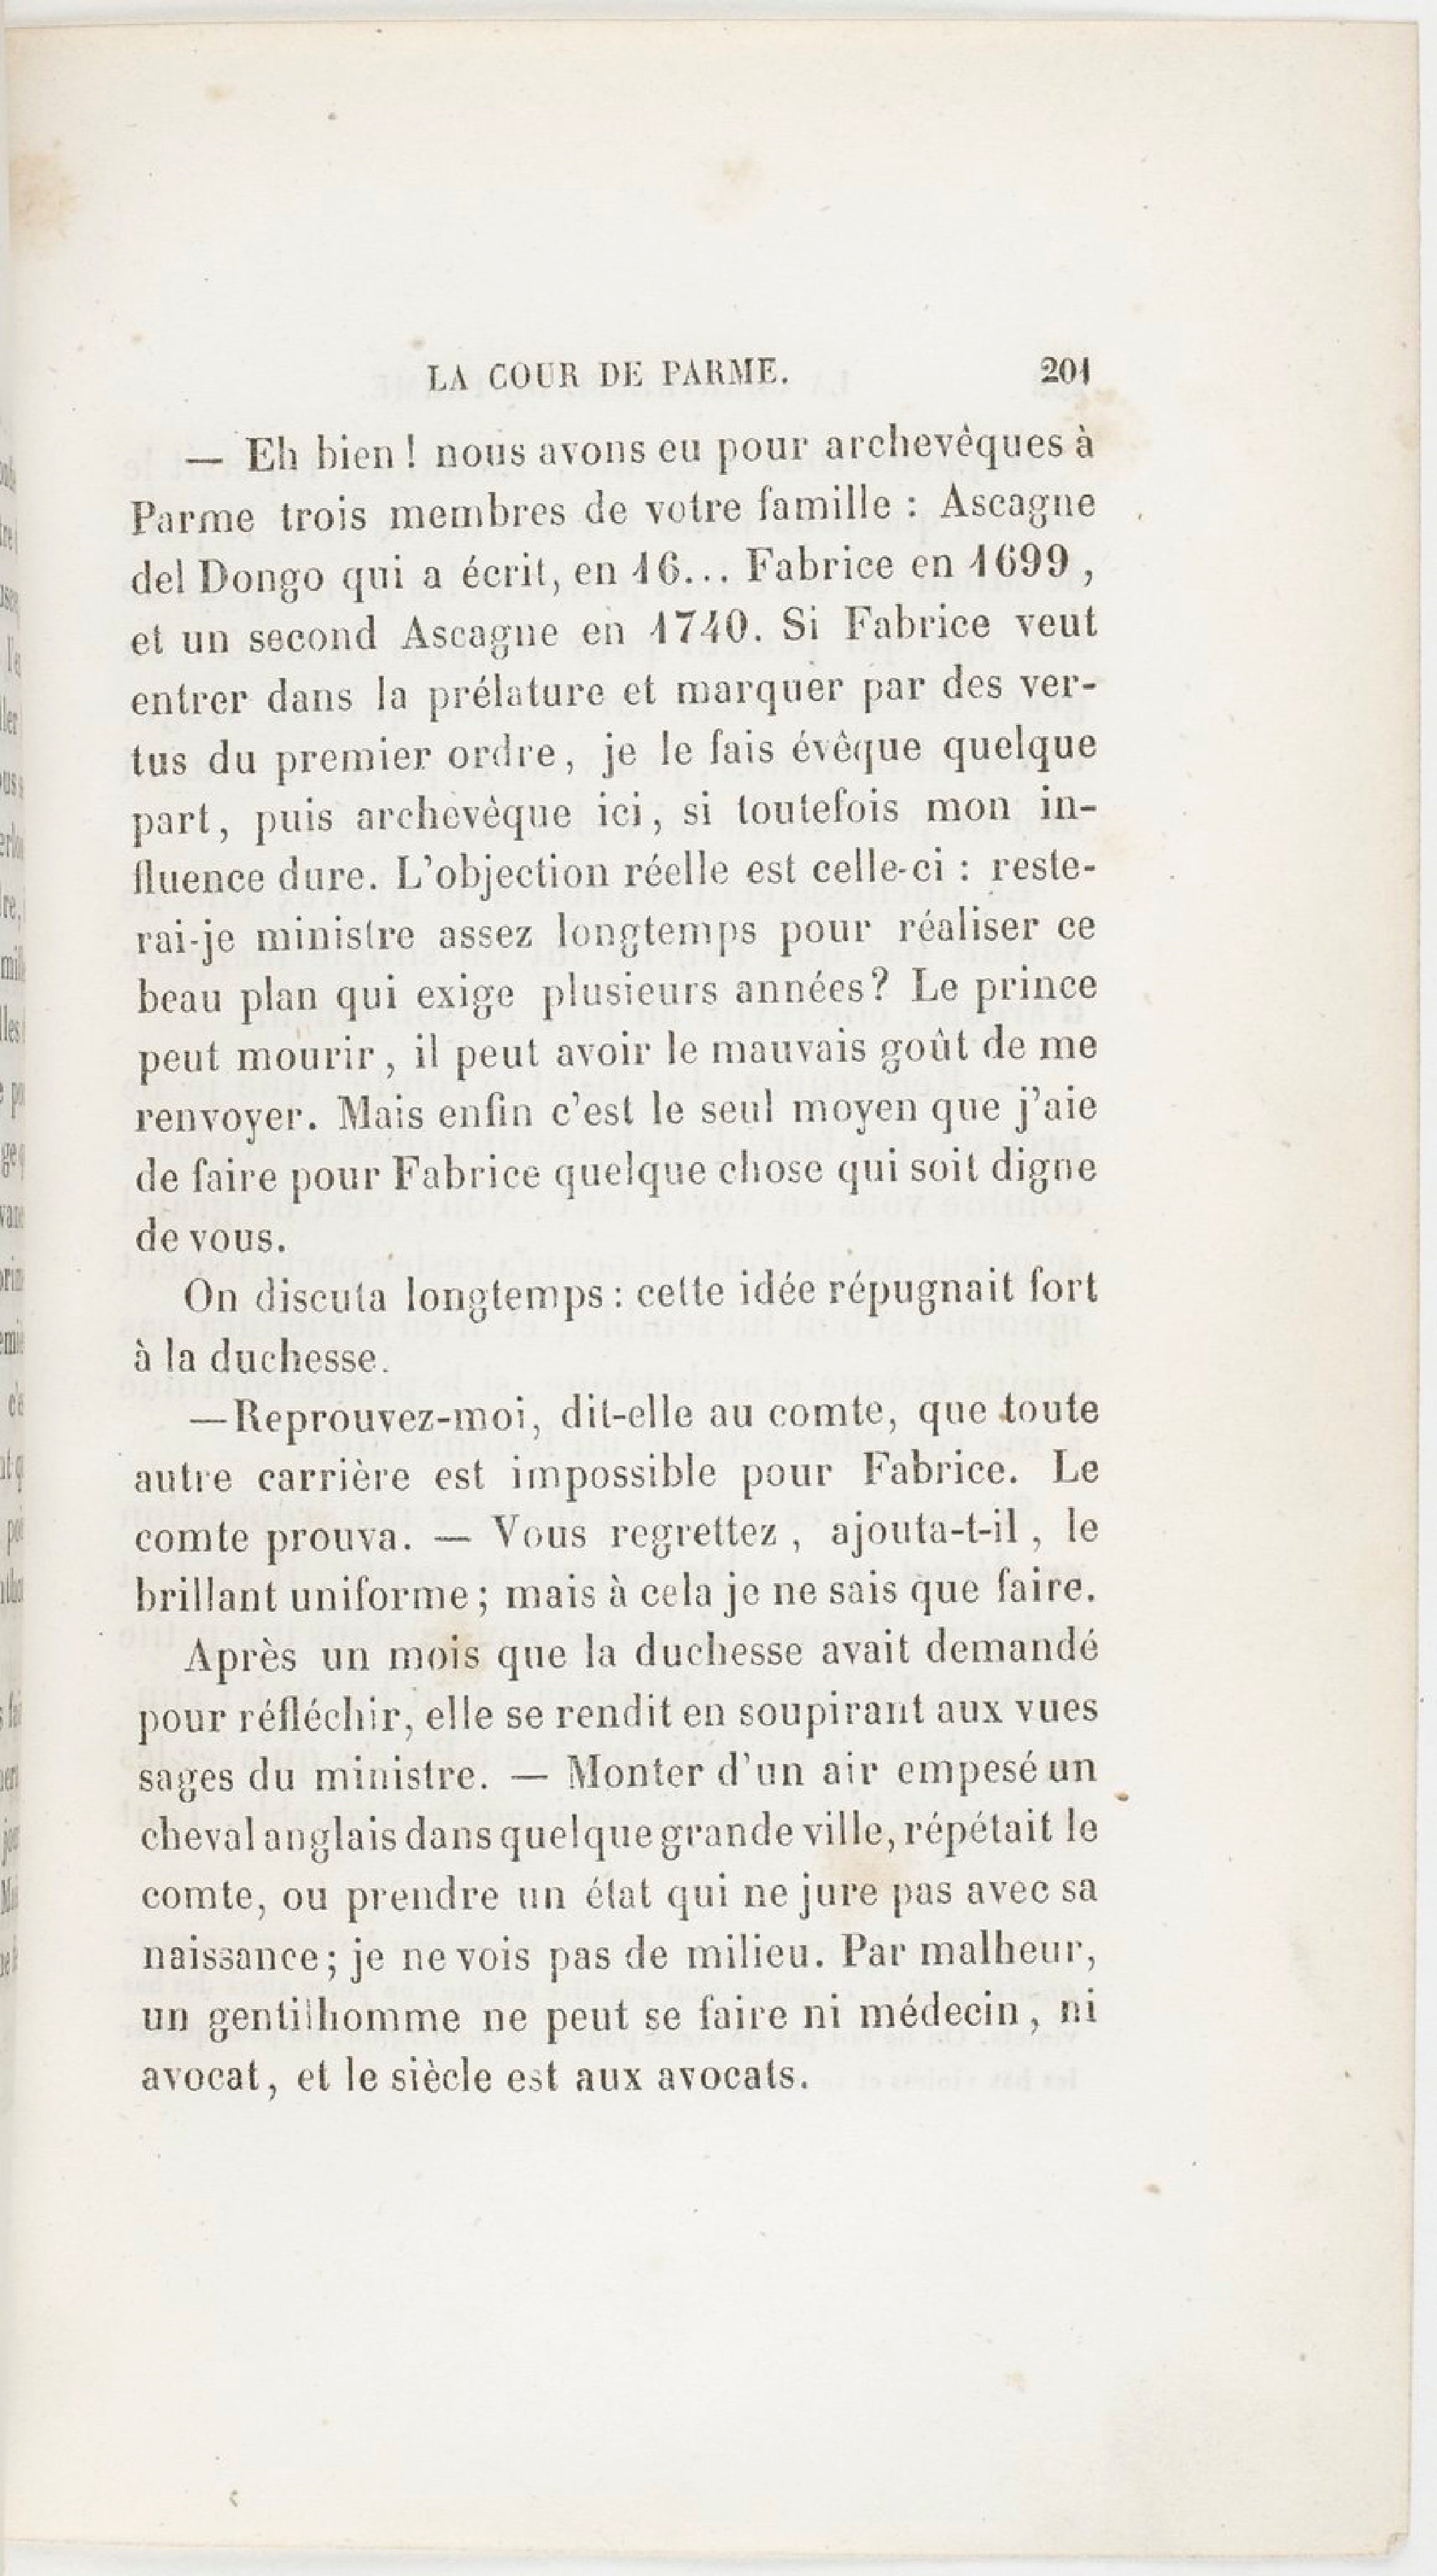 LA COUR DE PARME. 201
— Eh bien ! nous avons eu pour archevêques à
Parme trois membres de votre famille : Ascagne
del Dongo qui a écrit, en 16... Fabrice en 1699 ,
et un second Ascagne en 1740. Si Fabrice veut
entrer dans la prélature et marquer par des ver-
tus du premier ordre, je le fais évêque quelque
part, puis archevêque ici, si toutefois mon in-
fluence dure. L'objection réelle est celle-ci : reste-
rai-je ministre assez longtemps pour réaliser ce
beau plan qui exige plusieurs années? Le prince
peut mourir, il peut avoir le mauvais goût de me
renvoyer. Mais enfin c'est le seul moyen que j'aie
de faire pour Fabrice quelque chose qui soit digne
de vous.
On discuta longtemps : cette idée répugnait fort
à la duchesse.
—Reprouvez-moi, dit-elle au comte, que toute
autre carrière est impossible pour Fabrice. Le
comte prouva. — Vous regrettez , ajouta-t-il, le
brillant uniforme; mais à cela je ne sais que faire.
Après un mois que la duchesse avait demandé
pour réfléchir, elle se rendit en soupirant aux vues
sages du ministre. — Monter d'un air empesé un
cheval anglais dans quelque grande ville, répétait le
comte, ou prendre un état qui ne jure pas avec sa
naissance; je ne vois pas de milieu. Par malheur,
un gentilhomme ne peut se faire ni médecin, ni
avocat, et le siècle est aux avocats.